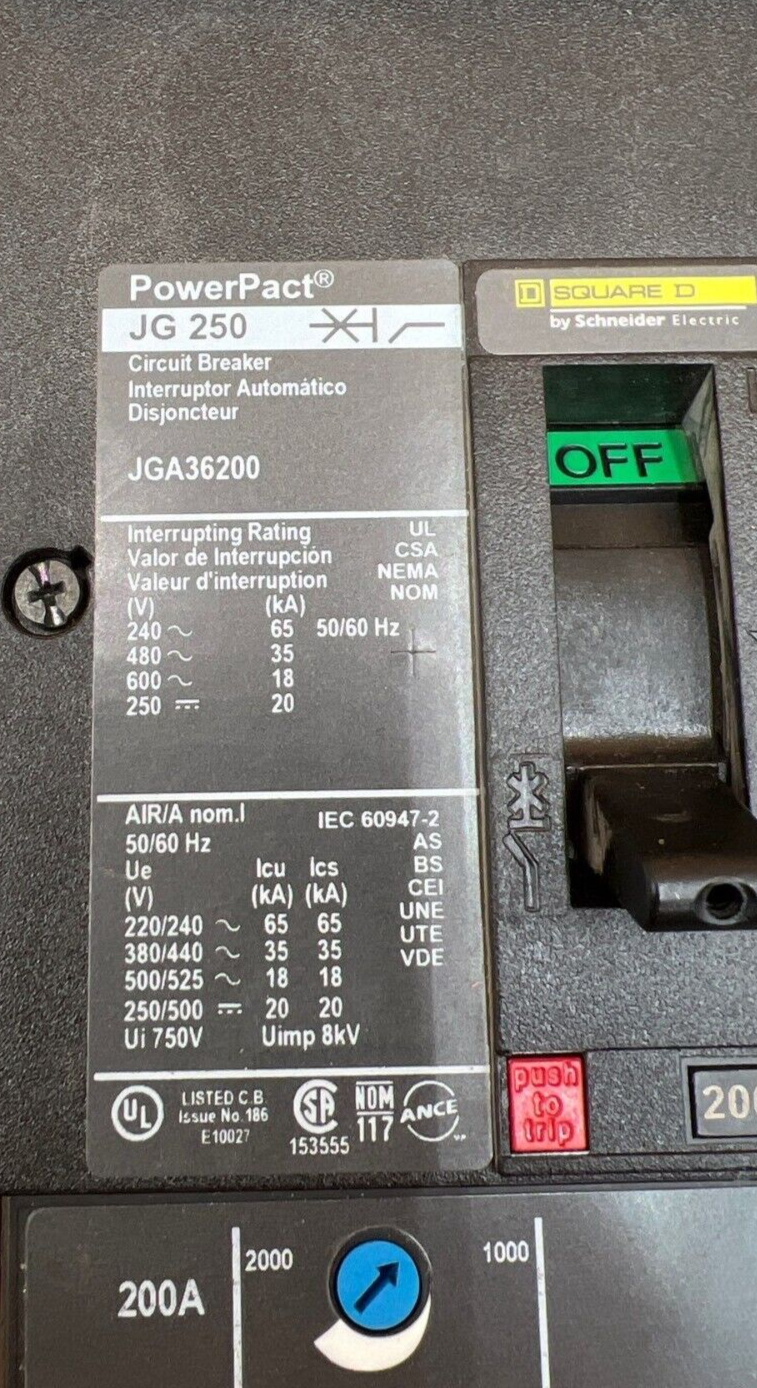 PowerPact®
JG 250
SQUARE D
by Schneider Electric
Circuit Breaker
Interruptor Automático
Disjoncteur
JGA36200
OFF
Interrupting Rating UL
Valor de Interrupción CSA
Valeur d'interruption NEMA
(V) (kA) NOM
240 ~ 65 50/60 Hz
480 ~ 35
600 ~ 18
250 ⎓ 20
AIR/A nom.I IEC 60947-2
50/60 Hz AS
Ue Icu Ics BS
(V) (kA) (kA) CEI
220/240 ~ 65 65 UNE
380/440 ~ 35 35 UTE
500/525 ~ 18 18 VDE
250/500 ⎓ 20 20
Ui 750V Uimp 8kV
push
to
trip
UL
LISTED C.B.
Issue No.186
E10027
SA
153555
NOM
117
ANCE
200A
2000
1000